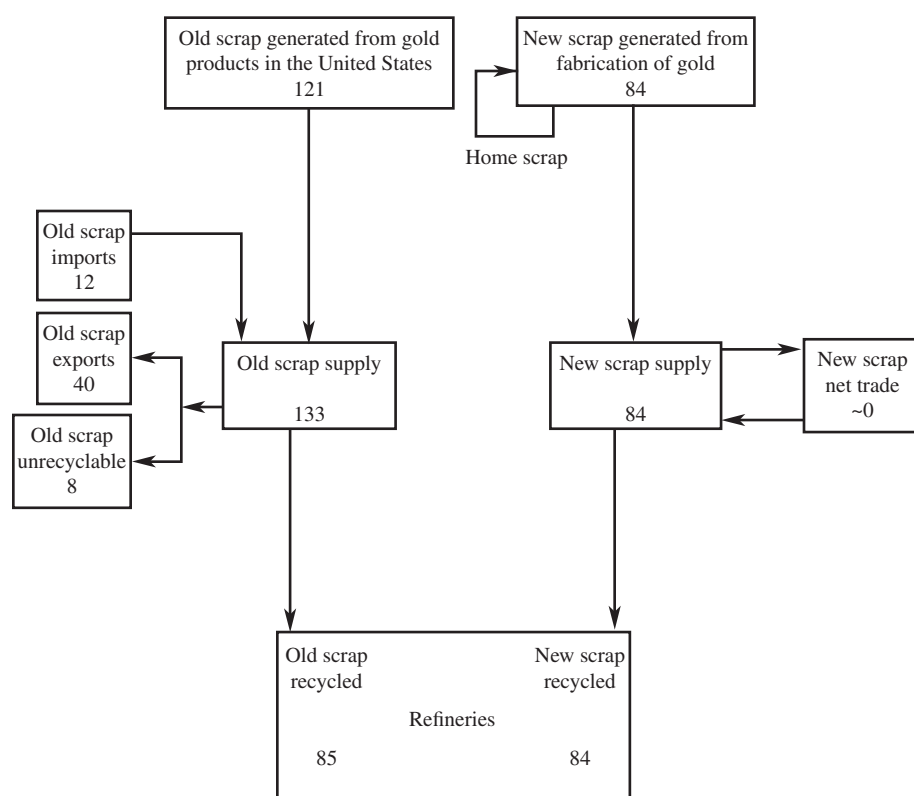 Old scrap generated from gold
products in the United States
121
New scrap generated from
fabrication of gold
84
Home scrap
Old scrap
imports
12
Old scrap
exports
40
Old scrap
unrecyclable
8
Old scrap supply
133
New scrap supply
84
New scrap
net trade
~0
Old scrap
recycled
New scrap
recycled
Refineries
85
84